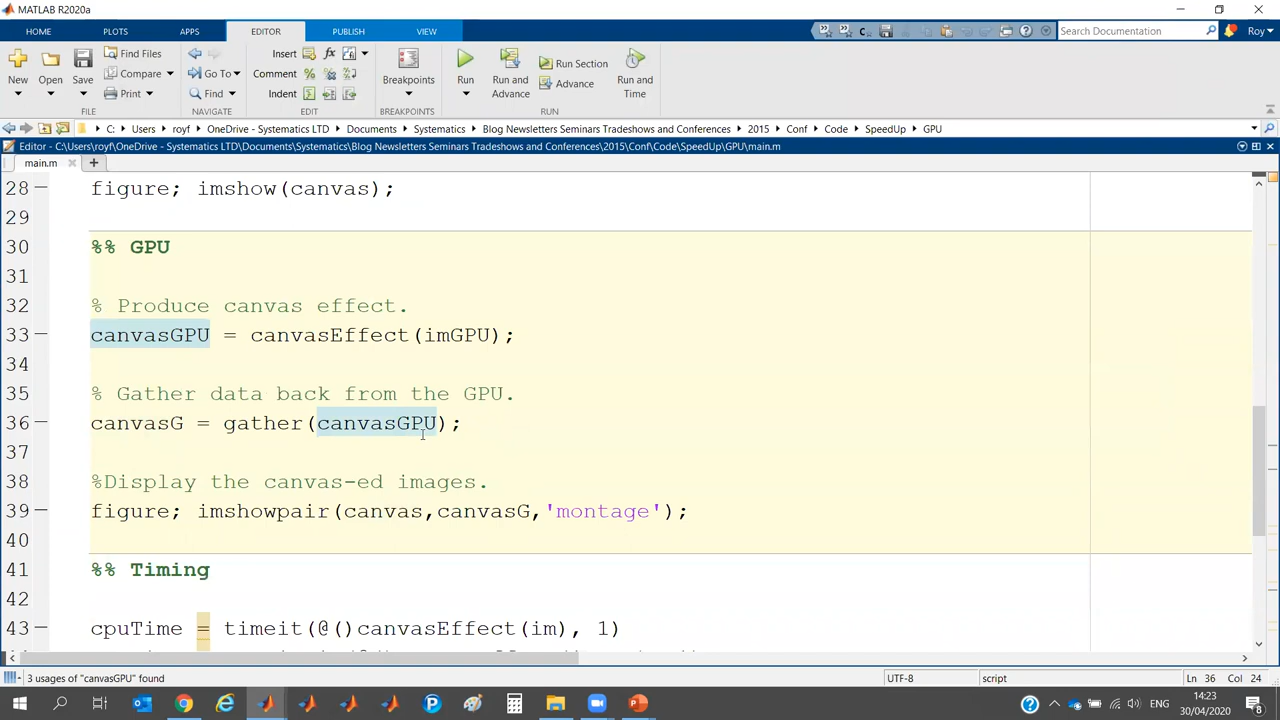 MATLAB R2020a
HOME PLOTS APPS EDITOR PUBLISH VIEW
Search Documentation Roy
New Open Save Find Files Compare Print
Go To Find
Insert fx
Comment % 
Indent
Breakpoints
Run Run and Advance Run Section Advance Run and Time
FILE NAVIGATE EDIT BREAKPOINTS RUN
C: Users royf OneDrive - Systematics LTD Documents Systematics Blog Newsletters Seminars Tradeshows and Conferences 2015 Conf Code SpeedUp GPU
Editor - C:\Users\royf\OneDrive - Systematics LTD\Documents\Systematics\Blog Newsletters Seminars Tradeshows and Conferences\2015\Conf\Code\SpeedUp\GPU\main.m
main.m
28 figure; imshow(canvas);
29
30 %% GPU
31
32 % Produce canvas effect.
33 canvasGPU = canvasEffect(imGPU);
34
35 % Gather data back from the GPU.
36 canvasG = gather(canvasGPU);
37
38 %Display the canvas-ed images.
39 figure; imshowpair(canvas,canvasG,'montage');
40
41 %% Timing
42
43 cpuTime = timeit(@()canvasEffect(im), 1)
3 usages of "canvasGPU" found UTF-8 script Ln 36 Col 24
ENG 14:23
30/04/2020 8